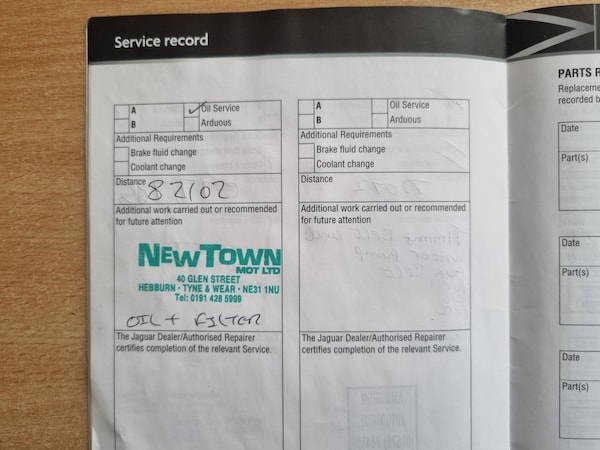 Service record
A
✓ Oil Service
B
Arduous
Additional Requirements
Brake fluid change
Coolant change
Distance 82102
Additional work carried out or recommended
for future attention
NEWTOWN
MOT LTD
40 GLEN STREET
HEBBURN · TYNE & WEAR · NE31 1NU
Tel: 0191 428 5999
OIL + FILTER
The Jaguar Dealer/Authorised Repairer
certifies completion of the relevant Service.
A
Oil Service
B
Arduous
Additional Requirements
Brake fluid change
Coolant change
Distance
Additional work carried out or recommended
for future attention
The Jaguar Dealer/Authorised Repairer
certifies completion of the relevant Service.
PARTS R
Replaceme
recorded b
Date
Part(s)
Date
Part(s)
Date
Part(s)